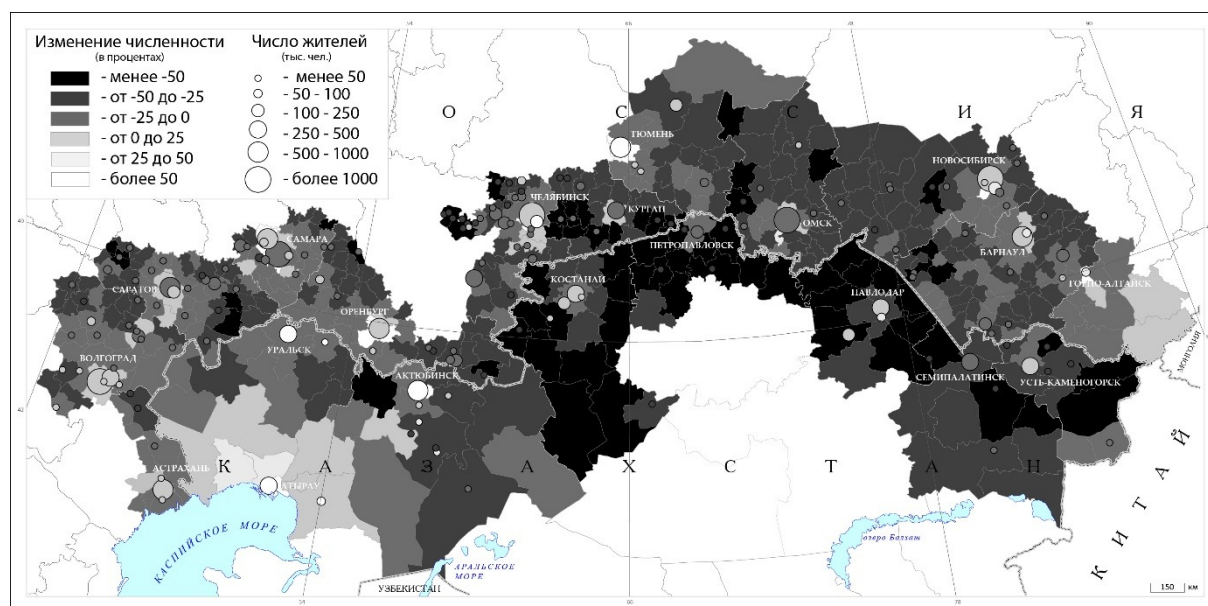 Изменение численности
(в процентах)
- менее -50
- от -50 до -25
- от -25 до 0
- от 0 до 25
- от 25 до 50
- более 50
Число жителей
(тыс. чел.)
- менее 50
- 50 - 100
- 100 - 250
- 250 - 500
- 500 - 1000
- более 1000
О С С И Я
ТЮМЕНЬ
НОВОСИБИРСК
ЧЕЛЯБИНСК
КУРГАН
ОМСК
САМАРА
ПЕТРОПАВЛОВСК
БАРНАУЛ
КОСТАНАЙ
ГОРНО-АЛТАЙСК
САРАТОВ
ПАВЛОДАР
ОРЕНБУРГ
УРАЛЬСК
МОНГОЛИЯ
ВОЛГОГРАД
АКТЮБИНСК
СЕМИПАЛАТИНСК
УСТЬ-КАМЕНОГОРСК
К А З А Х С Т А Н
АСТРАХАНЬ
АТЫРАУ
КИТАЙ
КАСПИЙСКОЕ МОРЕ
озеро Балхаш
АРАЛЬСКОЕ
МОРЕ
УЗБЕКИСТАН
150 км